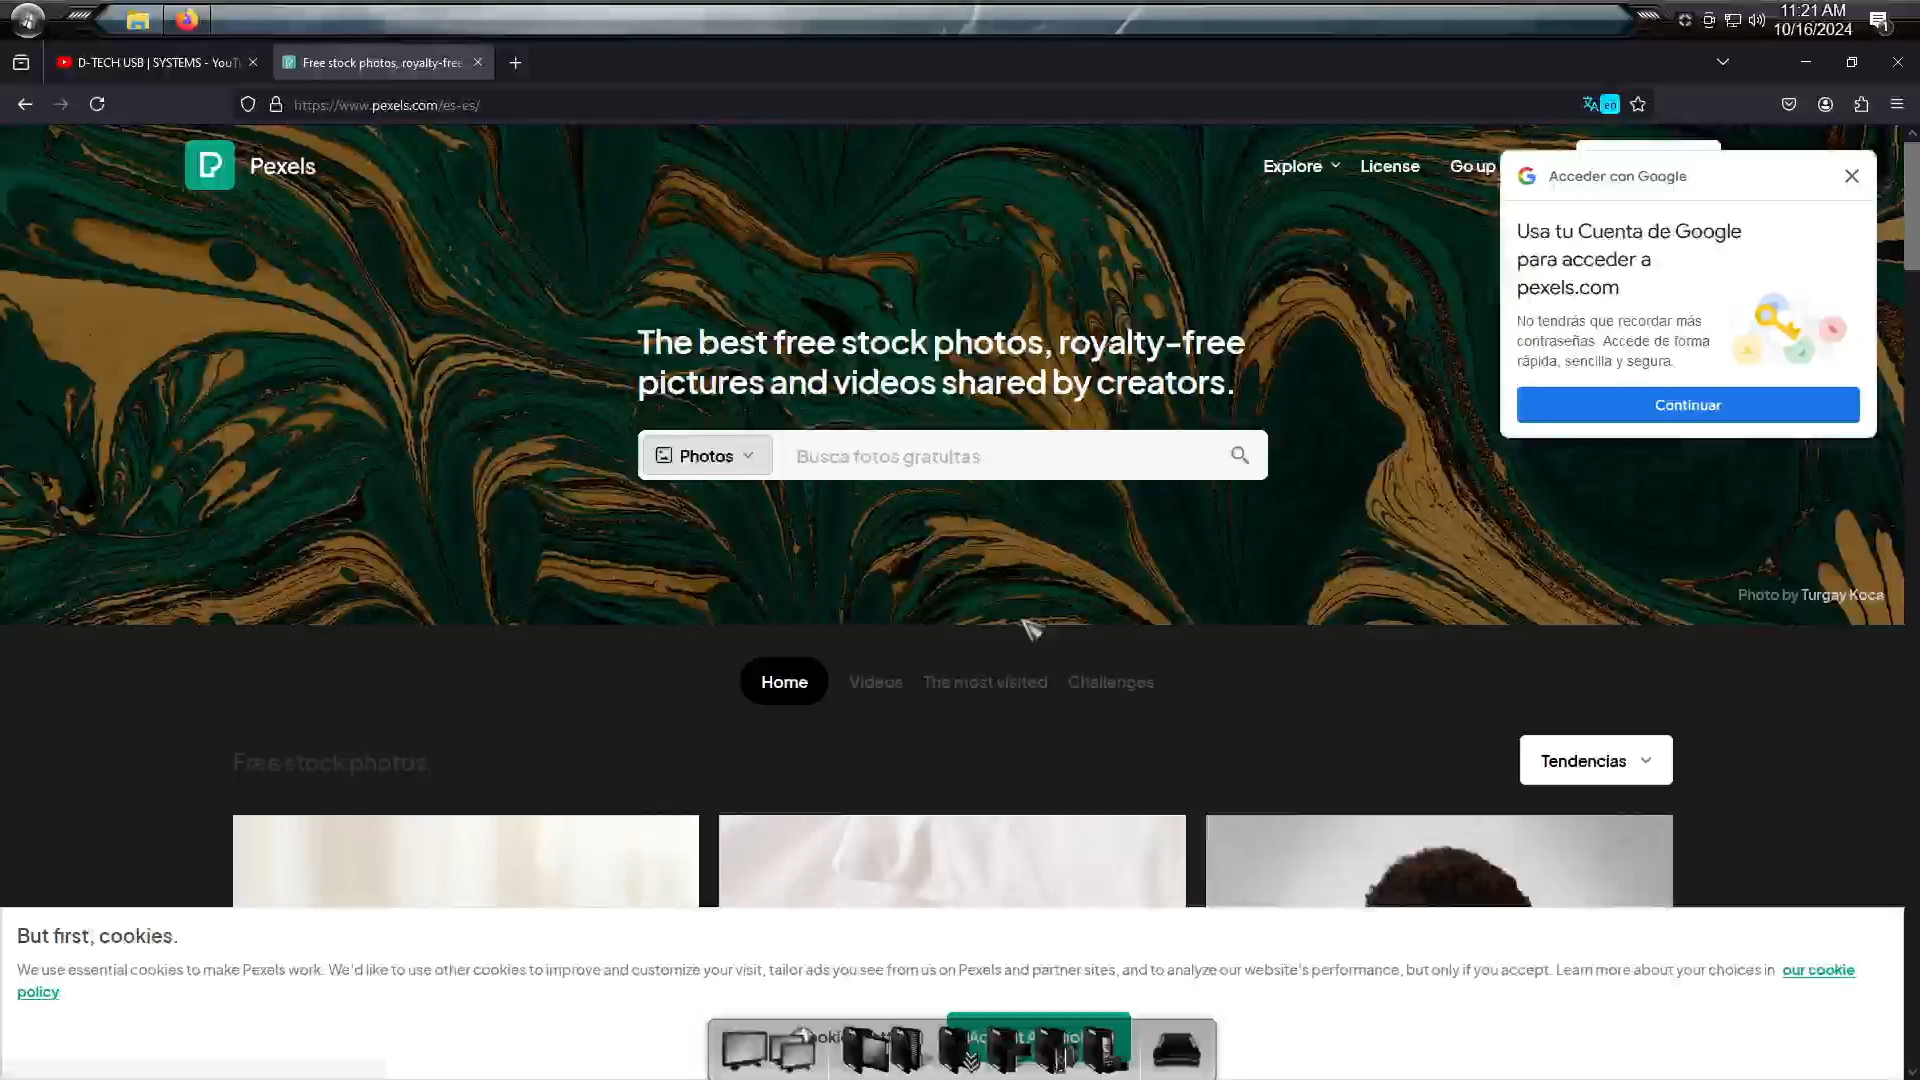 11:21 AM
10/16/2024
1
D-TECH USB | SYSTEMS - YouT
Free stock photos, royalty-free
https://www.pexels.com/es-es/
en
Pexels
Explore
License
Go up
Acceder con Google
Usa tu Cuenta de Google
para acceder a
pexels.com
No tendrás que recordar más
contraseñas. Accede de forma
rápida, sencilla y segura.
Continuar
The best free stock photos, royalty-free
pictures and videos shared by creators.
Photos
Busca fotos gratuitas
Photo by Turgay Koca
Home
Videos
The most visited
Challenges
Free stock photos.
Tendencias
But first, cookies.
We use essential cookies to make Pexels work. We'd like to use other cookies to improve and customize your visit, tailor ads you see from us on Pexels and partner sites, and to analyze our website's performance, but only if you accept. Learn more about your choices in our cookie
policy